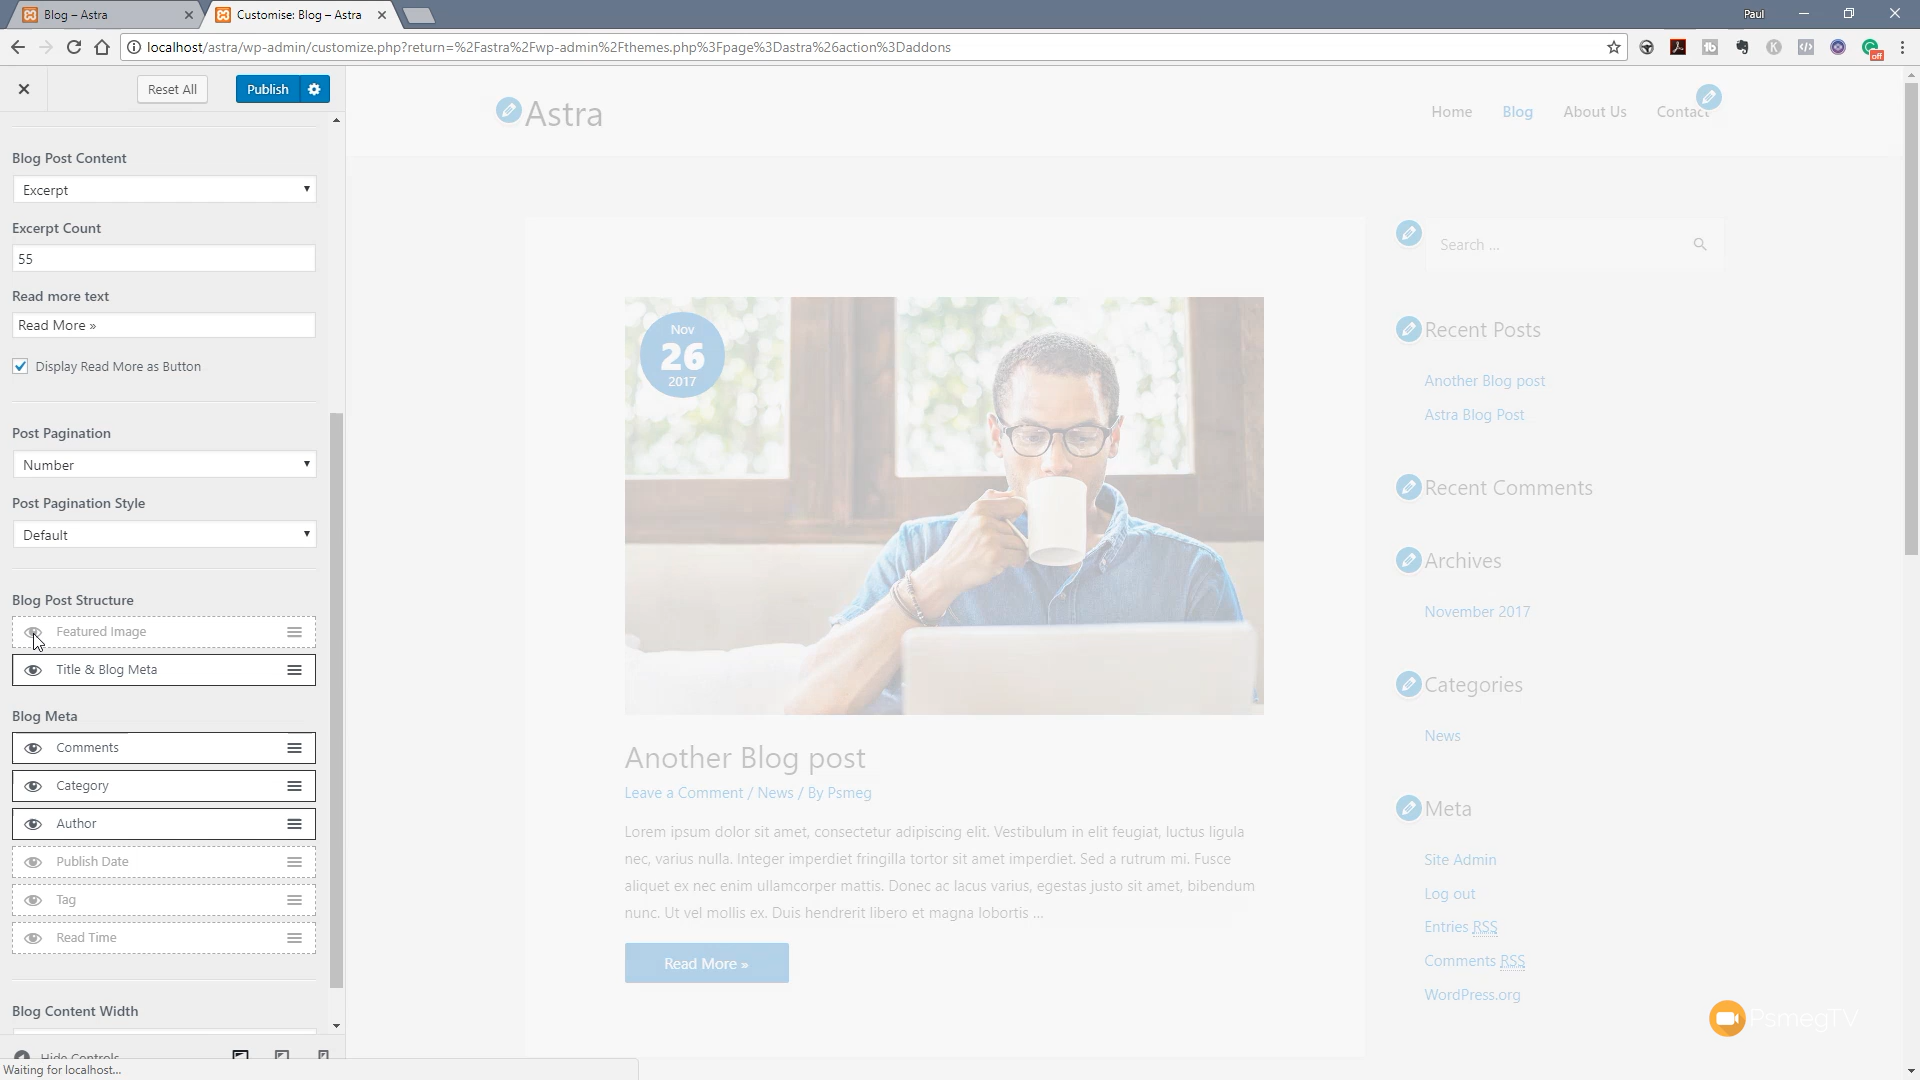 Blog – Astra
Customise: Blog – Astra
Paul
localhost/astra/wp-admin/customize.php?return=%2Fastra%2Fwp-admin%2Fthemes.php%3Fpage%3Dastra%26action%3Daddons
off
Reset All
Publish
Blog Post Content
Excerpt
Excerpt Count
55
Read more text
Read More »
Display Read More as Button
Post Pagination
Number
Post Pagination Style
Default
Blog Post Structure
Featured Image
Title & Blog Meta
Blog Meta
Comments
Category
Author
Publish Date
Tag
Read Time
Blog Content Width
Hide Controls
Waiting for localhost...
Astra
Home
Blog
About Us
Contact
Nov
26
2017
Another Blog post
Leave a Comment / News / By Psmeg
Lorem ipsum dolor sit amet, consectetur adipiscing elit. Vestibulum in elit feugiat, luctus ligula
nec, varius nulla. Integer imperdiet fringilla tortor sit amet imperdiet. Sed a rutrum mi. Fusce
aliquet ex nec enim ullamcorper mattis. Donec ac lacus varius, egestas justo sit amet, bibendum
nunc. Ut vel mollis ex. Duis hendrerit libero et magna lobortis ...
Read More »
Search ...
Recent Posts
Another Blog post
Astra Blog Post
Recent Comments
Archives
November 2017
Categories
News
Meta
Site Admin
Log out
Entries RSS
Comments RSS
WordPress.org
PsmegTV